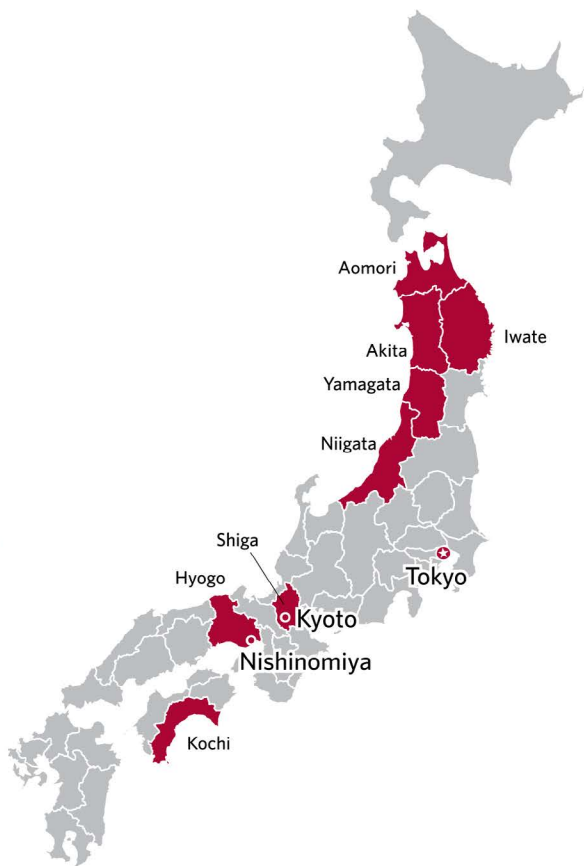 Aomori
Iwate
Akita
Yamagata
Niigata
Shiga
Tokyo
Hyogo
Kyoto
Nishinomiya
Kochi